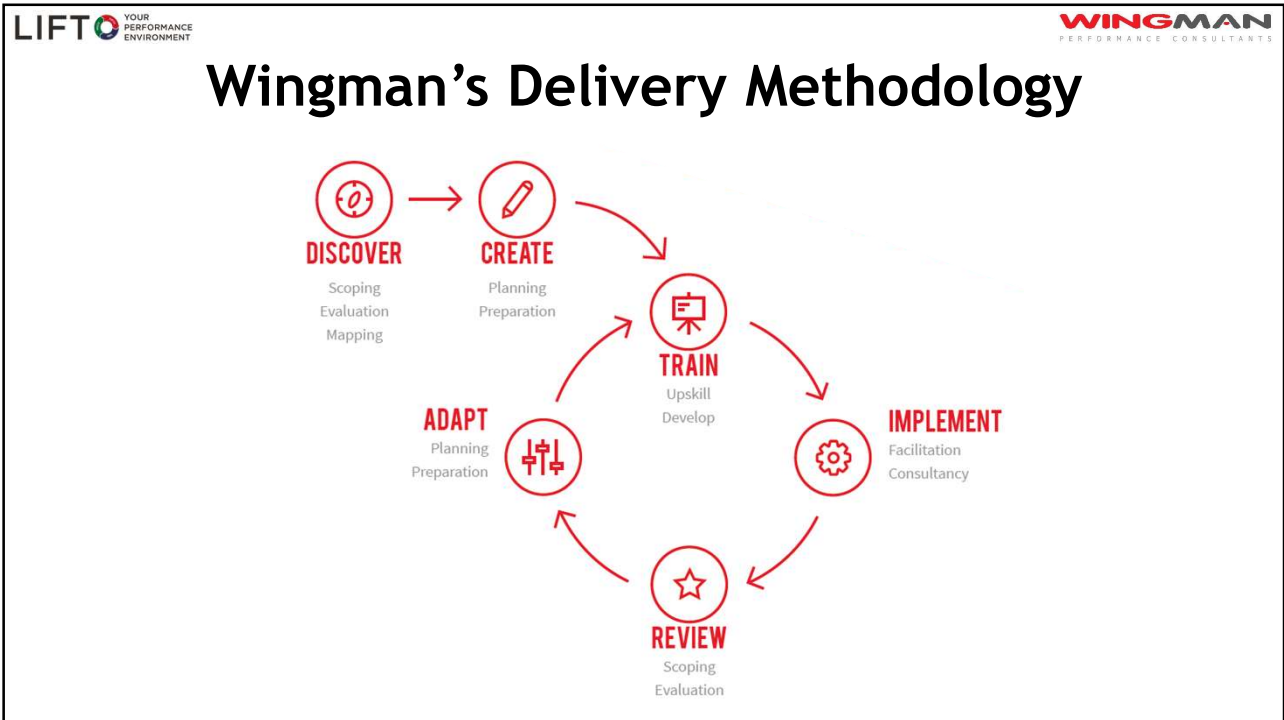 LIFT YOUR
PERFORMANCE
ENVIRONMENT
WINGMAN
PERFORMANCE CONSULTANTS
Wingman's Delivery Methodology
DISCOVER
Scoping
Evaluation
Mapping
CREATE
Planning
Preparation
TRAIN
Upskill
Develop
ADAPT
Planning
Preparation
IMPLEMENT
Facilitation
Consultancy
REVIEW
Scoping
Evaluation